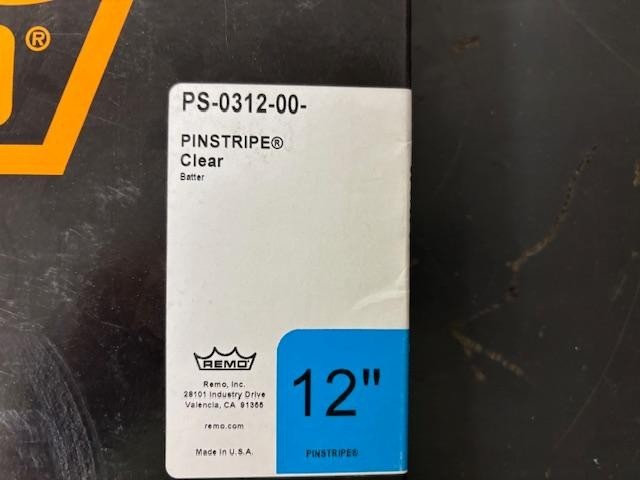 ®
PS-0312-00-
PINSTRIPE®
Clear
Batter
REMO
Remo, Inc.
28101 Industry Drive
Valencia, CA 91355
remo.com
Made in U.S.A.
12"
PINSTRIPE®